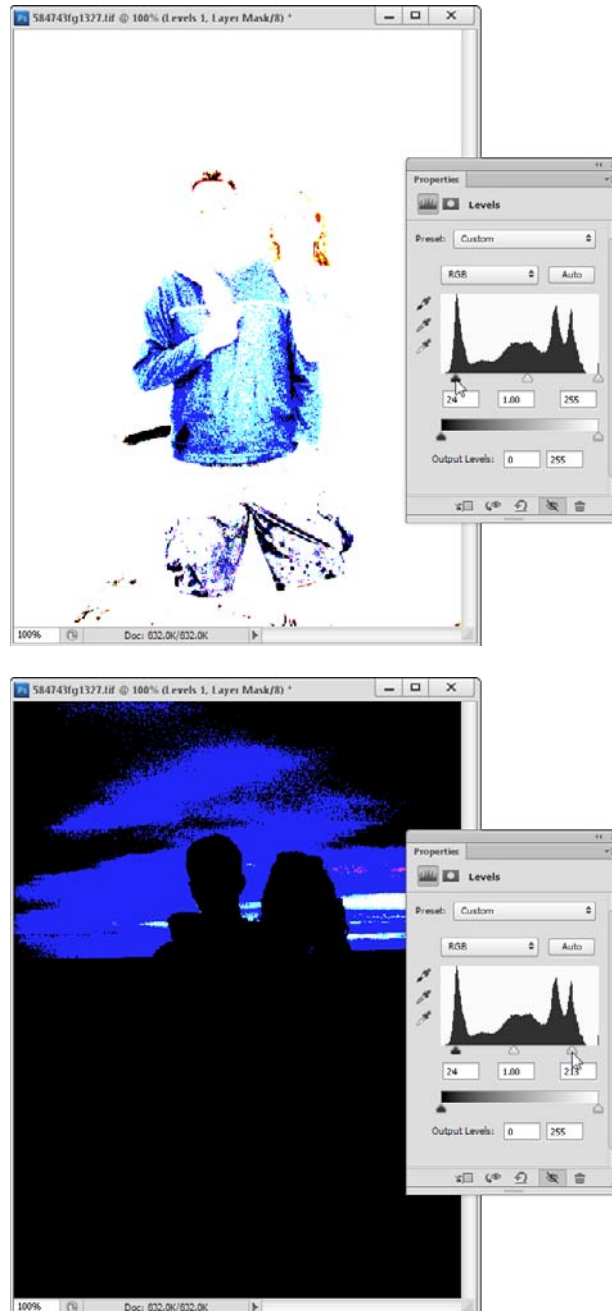 584743fg1327.tif @ 100% (Levels 1, Layer Mask/8) *
Properties
Levels
Preset: Custom
RGB Auto
24 1.00 255
Output Levels: 0 255
100% Doc: 832.0K/832.0K
584743fg1327.tif @ 100% (Levels 1, Layer Mask/8) *
Properties
Levels
Preset: Custom
RGB Auto
24 1.00 213
Output Levels: 0 255
100% Doc: 832.0K/832.0K